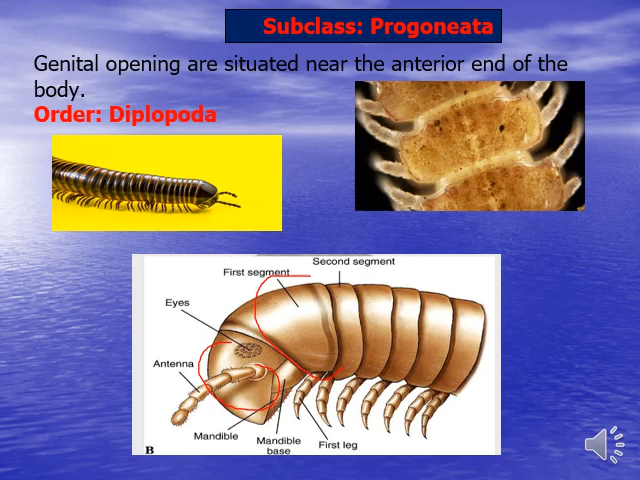 Subclass: Progoneata
Genital opening are situated near the anterior end of the
body.
Order: Diplopoda
Second segment
First segment
Eyes
Antenna
Mandible
Mandible
base
First leg
B